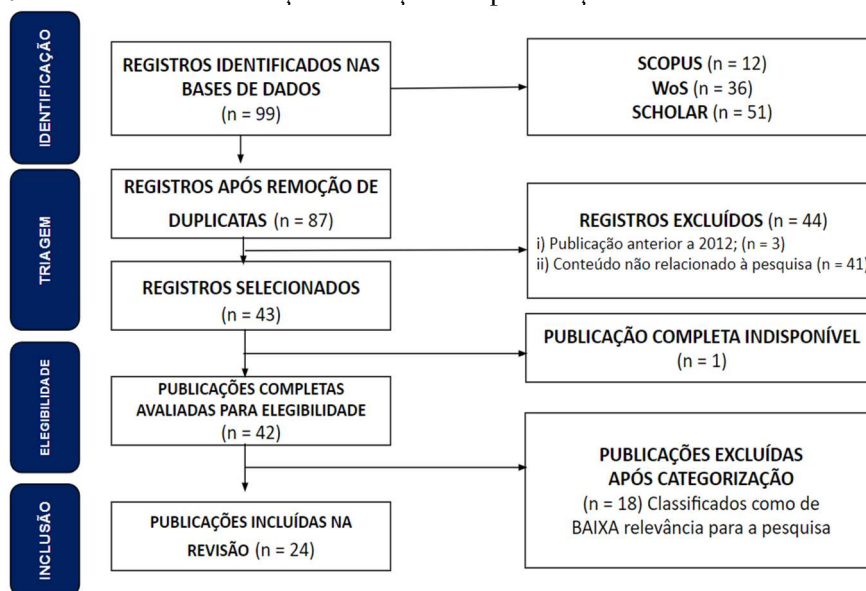 IDENTIFICAÇÃO
REGISTROS IDENTIFICADOS NAS
BASES DE DADOS
(n = 99)
SCOPUS (n = 12)
WoS (n = 36)
SCHOLAR (n = 51)
TRIAGEM
REGISTROS APÓS REMOÇÃO DE
DUPLICATAS (n = 87)
REGISTROS EXCLUÍDOS (n = 44)
i) Publicação anterior a 2012; (n = 3)
ii) Conteúdo não relacionado à pesquisa (n = 41)
REGISTROS SELECIONADOS
(n = 43)
PUBLICAÇÃO COMPLETA INDISPONÍVEL
(n = 1)
ELEGIBILIDADE
PUBLICAÇÕES COMPLETAS
AVALIADAS PARA ELEGIBILIDADE
(n = 42)
PUBLICAÇÕES EXCLUÍDAS
APÓS CATEGORIZAÇÃO
(n = 18) Classificados como de
BAIXA relevância para a pesquisa
INCLUSÃO
PUBLICAÇÕES INCLUÍDAS NA
REVISÃO (n = 24)